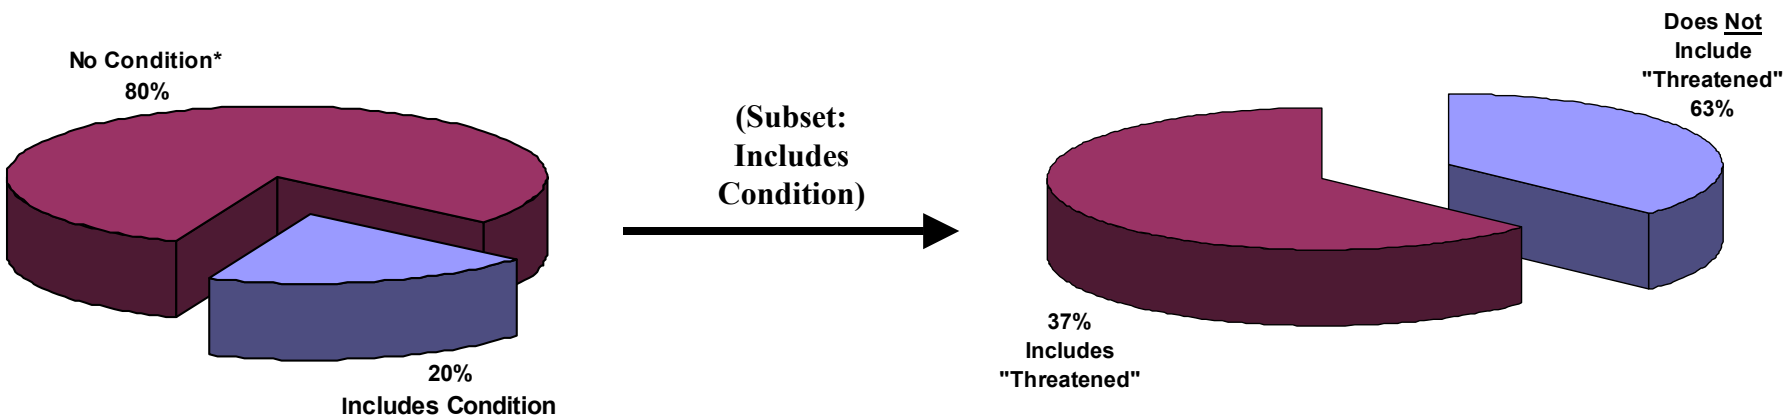 No Condition*
80%
20%
Includes Condition
(Subset:
Includes
Condition)
Does Not
Include
"Threatened"
63%
37%
Includes
"Threatened"